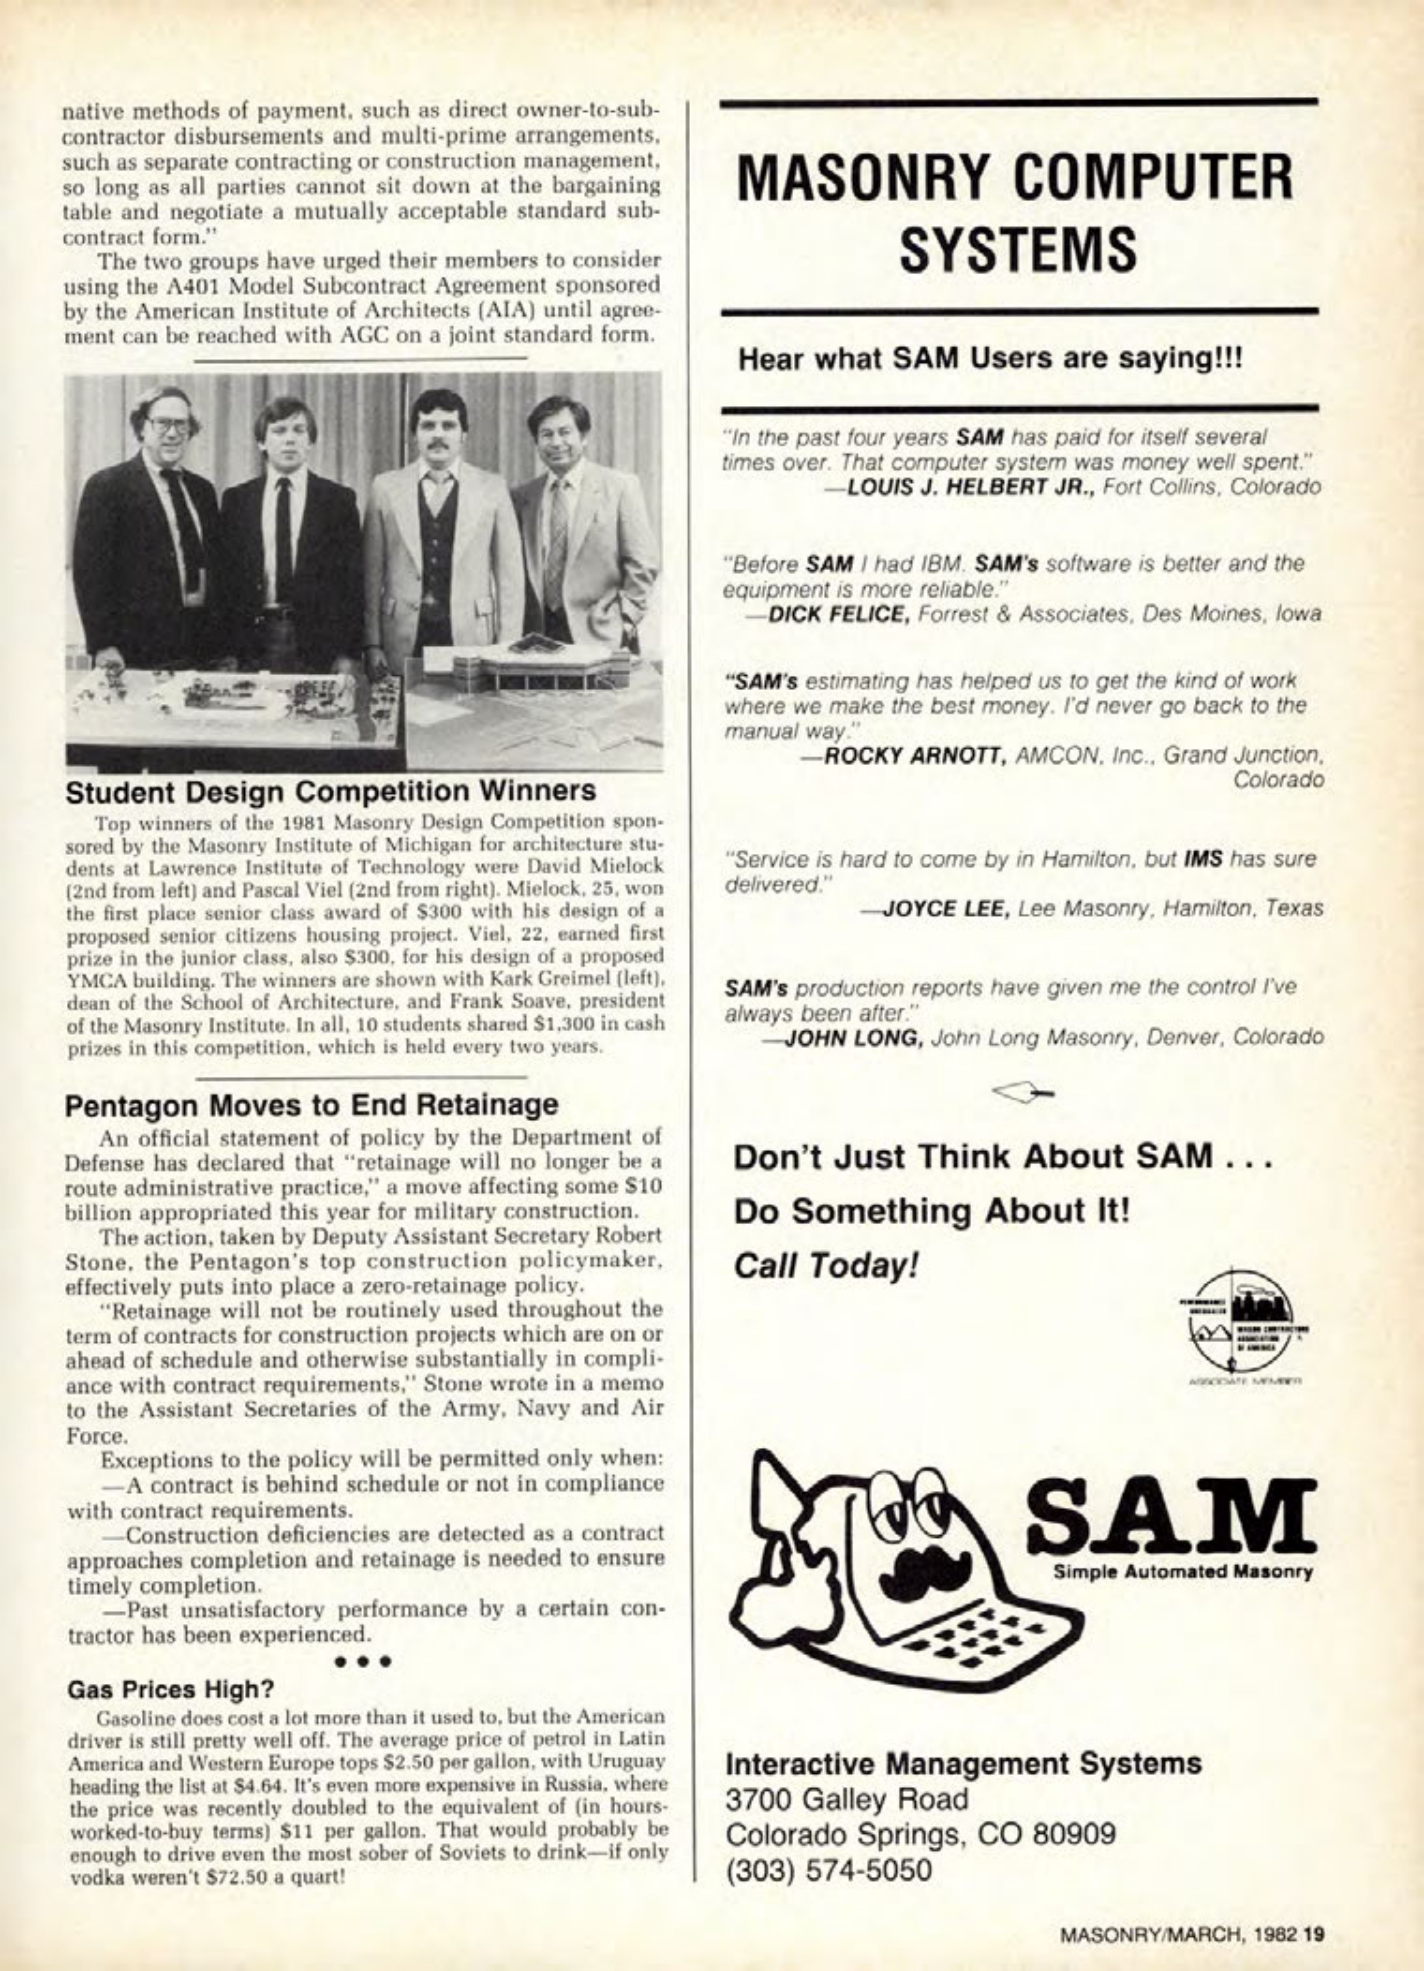 native methods of payment, such as direct owner-to-sub-
contractor disbursements and multi-prime arrangements,
such as separate contracting or construction management,
so long as all parties cannot sit down at the bargaining
table and negotiate a mutually acceptable standard sub-
contract form."
The two groups have urged their members to consider
using the A401 Model Subcontract Agreement sponsored
by the American Institute of Architects (AIA) until agree-
ment can be reached with AGC on a joint standard form.
Student Design Competition Winners
Top winners of the 1981 Masonry Design Competition spon-
sored by the Masonry Institute of Michigan for architecture stu-
dents at Lawrence Institute of Technology were David Mielock
(2nd from left) and Pascal Viel (2nd from right). Mielock, 25, won
the first place senior class award of $300 with his design of a
proposed senior citizens housing project. Viel, 22, earned first
prize in the junior class, also $300, for his design of a proposed
YMCA building. The winners are shown with Kark Greimel (left),
dean of the School of Architecture, and Frank Soave, president
of the Masonry Institute. In all, 10 students shared $1,300 in cash
prizes in this competition, which is held every two years.
Pentagon Moves to End Retainage
An official statement of policy by the Department of
Defense has declared that "retainage will no longer be a
route administrative practice," a move affecting some $10
billion appropriated this year for military construction.
The action, taken by Deputy Assistant Secretary Robert
Stone, the Pentagon's top construction policymaker,
effectively puts into place a zero-retainage policy.
"Retainage will not be routinely used throughout the
term of contracts for construction projects which are on or
ahead of schedule and otherwise substantially in compli-
ance with contract requirements," Stone wrote in a memo
to the Assistant Secretaries of the Army, Navy and Air
Force.
Exceptions to the policy will be permitted only when:
—A contract is behind schedule or not in compliance
with contract requirements.
—Construction deficiencies are detected as a contract
approaches completion and retainage is needed to ensure
timely completion.
—Past unsatisfactory performance by a certain con-
tractor has been experienced.
• • •
Gas Prices High?
Gasoline does cost a lot more than it used to, but the American
driver is still pretty well off. The average price of petrol in Latin
America and Western Europe tops $2.50 per gallon, with Uruguay
heading the list at $4.64. It's even more expensive in Russia, where
the price was recently doubled to the equivalent of (in hours-
worked-to-buy terms) $11 per gallon. That would probably be
enough to drive even the most sober of Soviets to drink—if only
vodka weren't $72.50 a quart!
MASONRY COMPUTER
SYSTEMS
Hear what SAM Users are saying!!!
"In the past four years SAM has paid for itself several
times over. That computer system was money well spent."
—LOUIS J. HELBERT JR., Fort Collins, Colorado
"Before SAM I had IBM. SAM's software is better and the
equipment is more reliable."
—DICK FELICE, Forrest & Associates, Des Moines, Iowa
"SAM's estimating has helped us to get the kind of work
where we make the best money. I'd never go back to the
manual way."
—ROCKY ARNOTT, AMCON, Inc., Grand Junction,
Colorado
"Service is hard to come by in Hamilton, but IMS has sure
delivered."
—JOYCE LEE, Lee Masonry, Hamilton, Texas
SAM's production reports have given me the control I've
always been after."
—JOHN LONG, John Long Masonry, Denver, Colorado
Don't Just Think About SAM . . .
Do Something About It!
Call Today!
MASON CONTRACTORS
ASSOCIATION
OF AMERICA
ASSOCIATE MEMBER
SAM
Simple Automated Masonry
Interactive Management Systems
3700 Galley Road
Colorado Springs, CO 80909
(303) 574-5050
MASONRY/MARCH, 1982 19